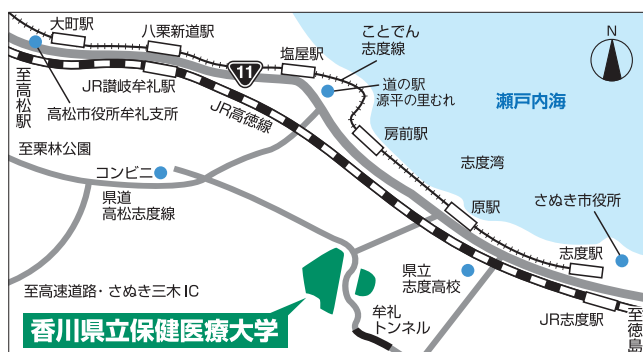 大町駅
八栗新道駅
塩屋駅
ことでん
志度線
N
11
至高松駅
高松市役所牟礼支所
JR讃岐牟礼駅
JR高徳線
道の駅
源平の里むれ
瀬戸内海
至栗林公園
コンビニ
房前駅
志度湾
県道
高松志度線
原駅
さぬき市役所
志度駅
県立
志度高校
至高速道路・さぬき三木IC
香川県立保健医療大学
牟礼
トンネル
JR志度駅
至徳島